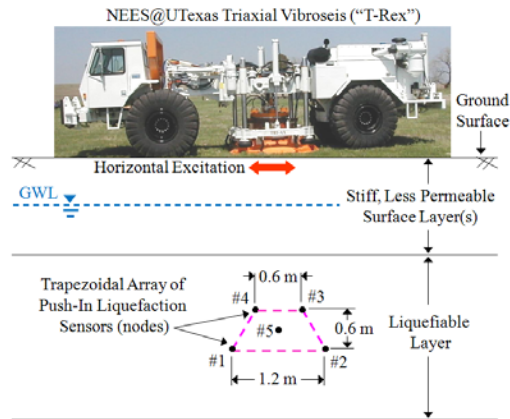 NEES@UTexas Triaxial Vibroseis (“T-Rex”)
Ground
Surface
Horizontal Excitation
GWL
Stiff, Less Permeable
Surface Layer(s)
0.6 m
Trapezoidal Array of
Push-In Liquefaction
Sensors (nodes)
#4
#3
#5
0.6 m
Liquefiable
Layer
#1
#2
1.2 m